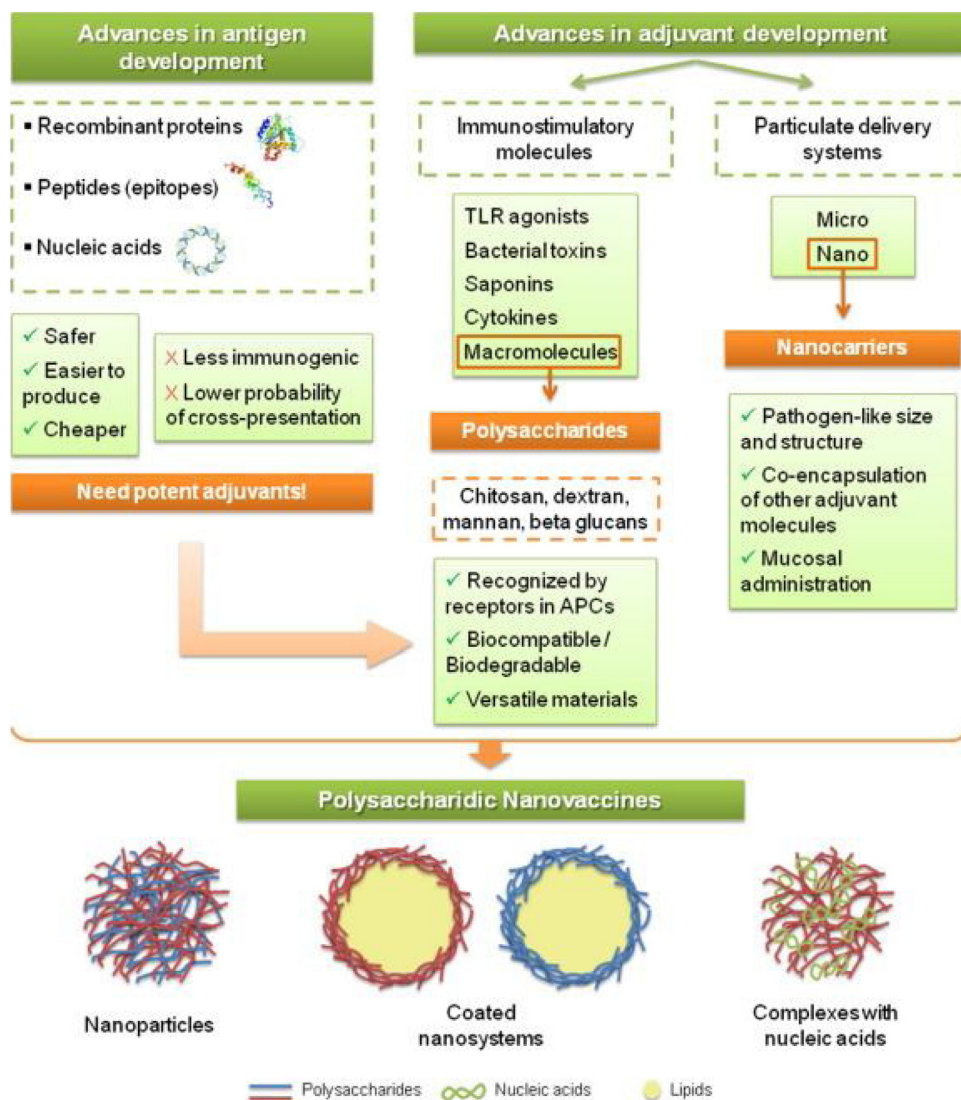 Advances in antigen
development
▪ Recombinant proteins
▪ Peptides (epitopes)
▪ Nucleic acids
✓ Safer
✓ Easier to
produce
✓ Cheaper
X Less immunogenic
X Lower probability
of cross-presentation
Need potent adjuvants!
Advances in adjuvant development
Immunostimulatory
molecules
TLR agonists
Bacterial toxins
Saponins
Cytokines
Macromolecules
Polysaccharides
Chitosan, dextran,
mannan, beta glucans
✓ Recognized by
receptors in APCs
✓ Biocompatible /
Biodegradable
✓ Versatile materials
Particulate delivery
systems
Micro
Nano
Nanocarriers
✓ Pathogen-like size
and structure
✓ Co-encapsulation
of other adjuvant
molecules
✓ Mucosal
administration
Polysaccharidic Nanovaccines
Nanoparticles
Coated
nanosystems
Complexes with
nucleic acids
Polysaccharides
Nucleic acids
Lipids